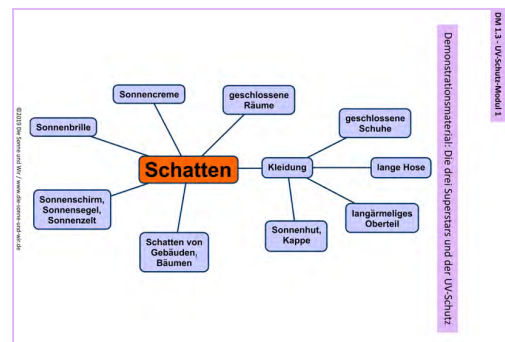 DM 1.3 - UV-Schutz-Modul 1
Demonstrationsmaterial: Die drei Superstars und der UV-Schutz
Sonnencreme
geschlossene
Räume
Sonnenbrille
geschlossene
Schuhe
Schatten
Kleidung
lange Hose
Sonnenschirm,
Sonnensegel,
Sonnenzelt
Schatten von
Gebäuden,
Bäumen
Sonnenhut,
Kappe
langärmeliges
Oberteil
©2019 Die Sonne und Wir / www.die-sonne-und-wir.de